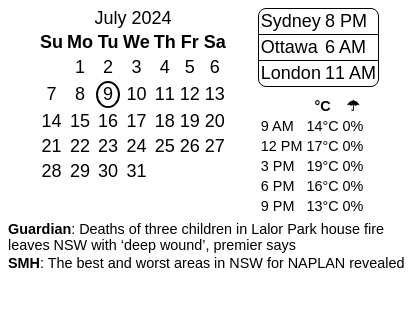 July 2024
Su Mo Tu We Th Fr Sa
1 2 3 4 5 6
7 8 9 10 11 12 13
14 15 16 17 18 19 20
21 22 23 24 25 26 27
28 29 30 31
Sydney 8 PM
Ottawa 6 AM
London 11 AM
°C ☂
9 AM 14°C 0%
12 PM 17°C 0%
3 PM 19°C 0%
6 PM 16°C 0%
9 PM 13°C 0%
Guardian: Deaths of three children in Lalor Park house fire
leaves NSW with ‘deep wound’, premier says
SMH: The best and worst areas in NSW for NAPLAN revealed